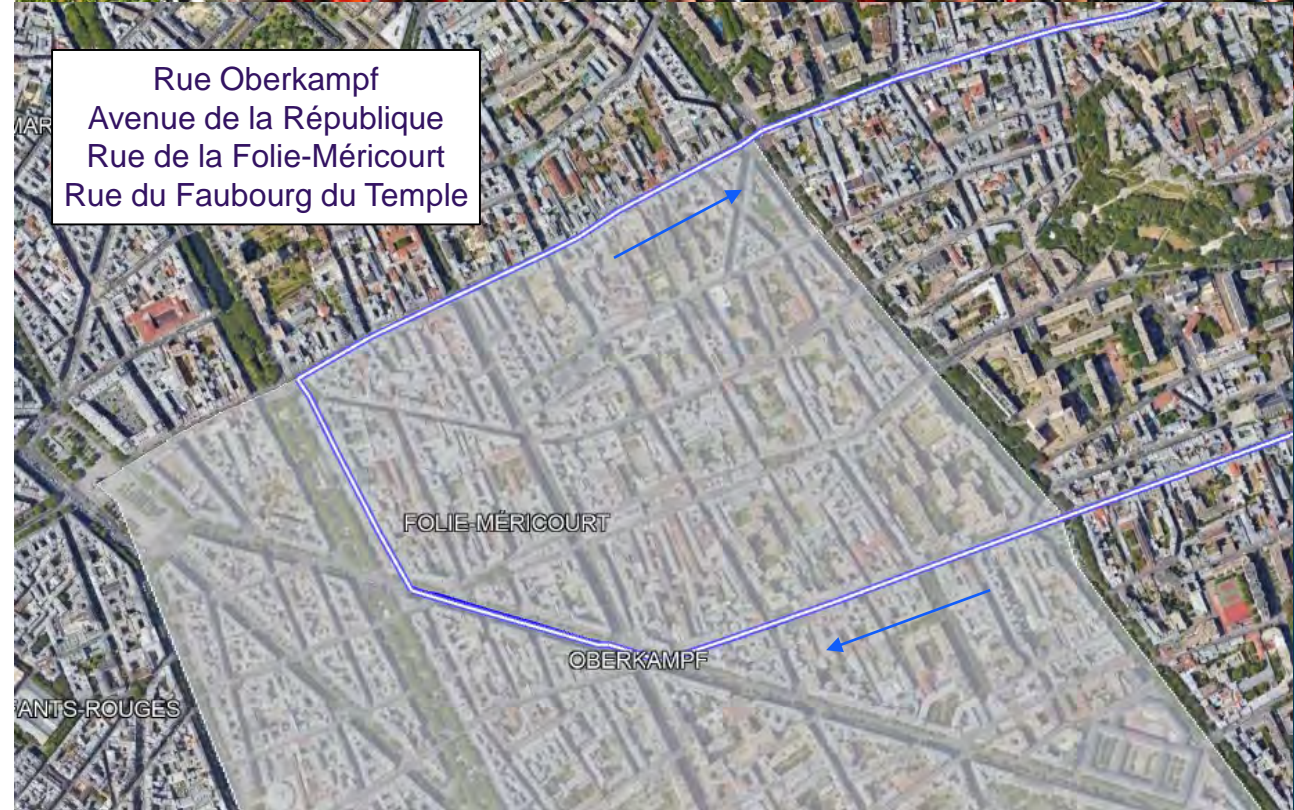 Rue Oberkampf
Avenue de la République
Rue de la Folie-Méricourt
Rue du Faubourg du Temple
MAR
FOLIE-MÉRICOURT
OBERKAMPF
ANTS-ROUGES